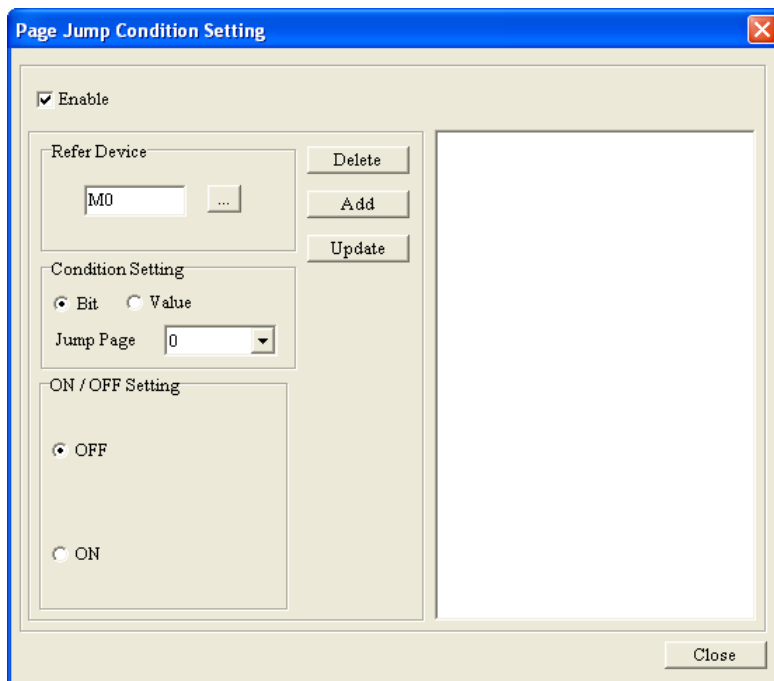 Page Jump Condition Setting
Enable
Refer Device
M0
...
Delete
Add
Update
Condition Setting
Bit
Value
Jump Page
0
ON / OFF Setting
OFF
ON
Close